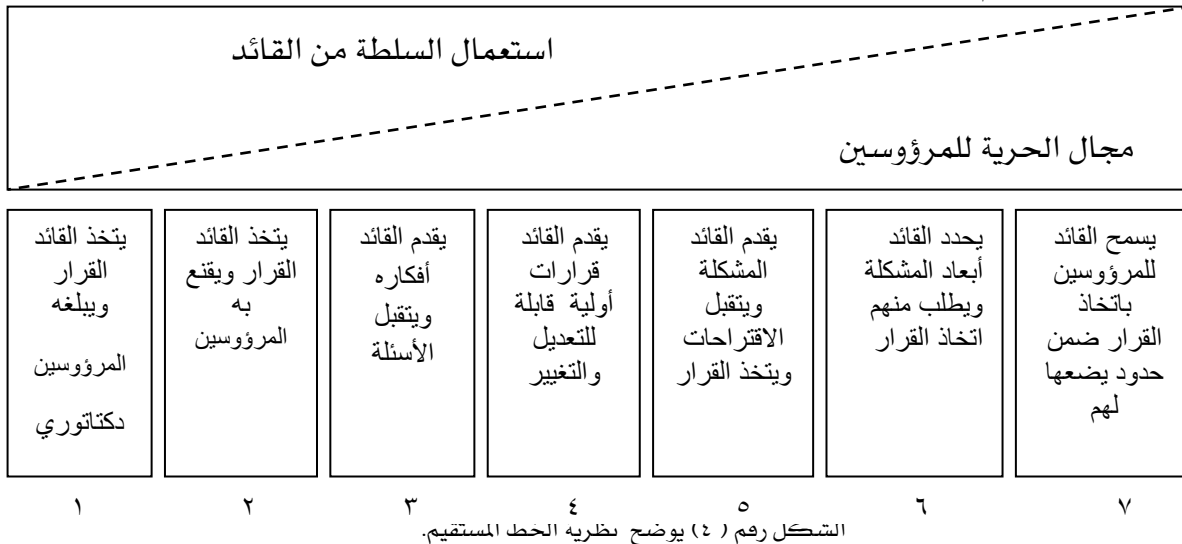 استعمال السلطة من القائد
مجال الحرية للمرؤوسين
يتخذ القائد
القرار
ويبلغه
المرؤوسين
دكتاتوري
يتخذ القائد
القرار ويقنع
به
المرؤوسين
يقدم القائد
أفكاره
ويتقبل
الأسئلة
يقدم القائد
قرارات
أولية قابلة
للتعديل
والتغيير
يقدم القائد
المشكلة
ويتقبل
الاقتراحات
ويتخذ القرار
يحدد القائد
أبعاد المشكلة
ويطلب منهم
اتخاذ القرار
يسمح القائد
للمرؤوسين
باتخاذ
القرار ضمن
حدود يضعها
لهم
١
٢
٣
٤
٥
٦
٧
الشكل رقم ( ٤) يوضح نظرية الخط المستقيم.